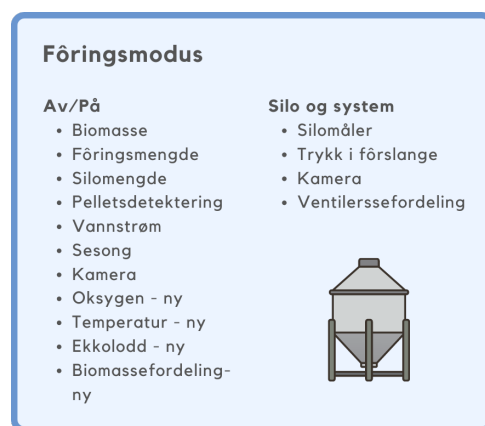 Fôringsmodus
Av/På
• Biomasse
• Fôringsmengde
• Silomengde
• Pelletsdetektering
• Vannstrøm
• Sesong
• Kamera
• Oksygen - ny
• Temperatur - ny
• Ekkolodd - ny
• Biomassefordeling-
ny
Silo og system
• Silomåler
• Trykk i fôrslange
• Kamera
• Ventilerssefordeling